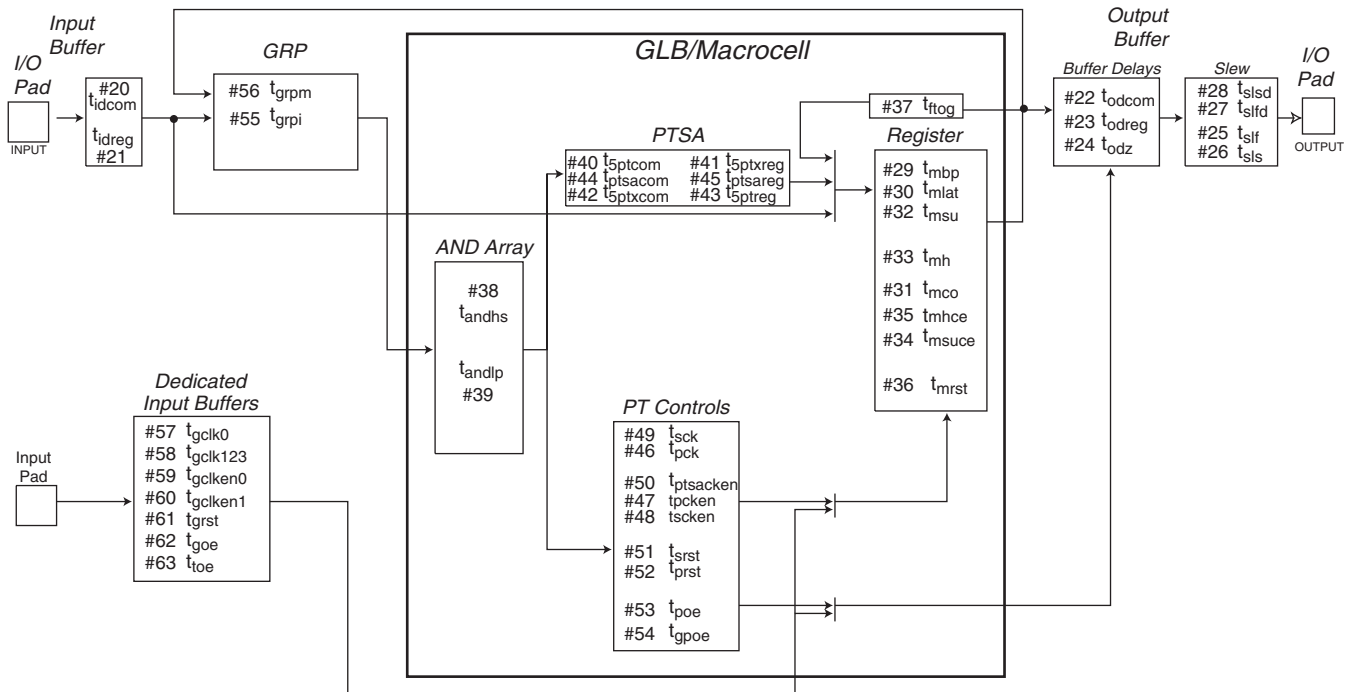 Input
Buffer
I/O
Pad
INPUT
#20
tidcom
tidreg
#21
GRP
#56 tgrpm
#55 tgrpi
GLB/Macrocell
AND Array
#38
tandhs
tandlp
#39
PTSA
#40 t5ptcom #41 t5ptxreg
#44 tptsacom #45 tptsareg
#42 t5ptxcom #43 t5ptreg
#37 tftog
Register
#29 tmbp
#30 tmlat
#32 tmsu
#33 tmh
#31 tmco
#35 tmhce
#34 tmsuce
#36 tmrst
Output
Buffer
Buffer Delays
#22 todcom
#23 todreg
#24 todz
Slew
#28 tslsd
#27 tslfd
#25 tslf
#26 tsls
I/O
Pad
OUTPUT
Dedicated
Input Buffers
Input
Pad
#57 tgclk0
#58 tgclk123
#59 tgclken0
#60 tgclken1
#61 tgrst
#62 tgoe
#63 ttoe
PT Controls
#49 tsck
#46 tpck
#50 tptsacken
#47 tpcken
#48 tscken
#51 tsrst
#52 tprst
#53 tpoe
#54 tgpoe